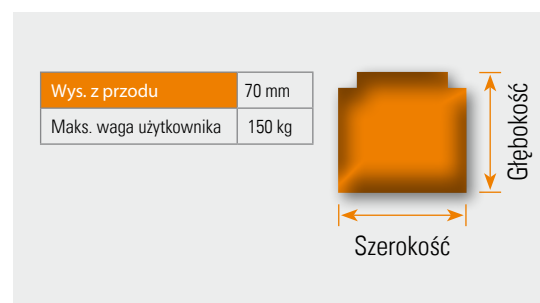 Wys. z przodu 70 mm
Maks. waga użytkownika 150 kg
Głębokość
Szerokość